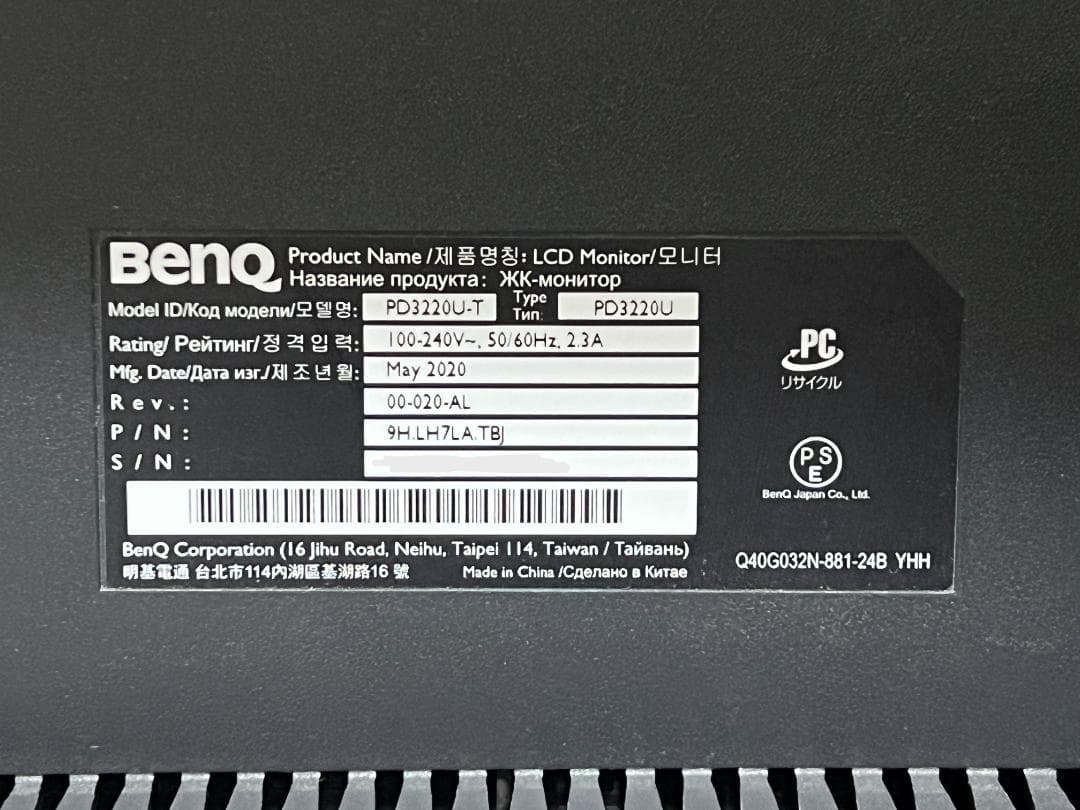 BenQ
Product Name /제품명칭: LCD Monitor/모니터
Название продукта: ЖК-монитор
Model ID/Код модели/모델명: PD3220U-T Type Тип: PD3220U
Rating/ Рейтинг/정격입력: 100-240V~, 50/60Hz, 2.3A
Mfg. Date/Дата изг./제조년월: May 2020
Rev.: 00-020-AL
P/N: 9H.LH7LA.TBJ
S/N:
BenQ Corporation (16 Jihu Road, Neihu, Taipei 114, Taiwan / Тайвань)
明基電通 台北市114內湖區基湖路16 號 Made in China /Сделано в Китае
PC
リサイクル
PS
E
BenQ Japan Co., Ltd.
Q40G032N-881-24B YHH